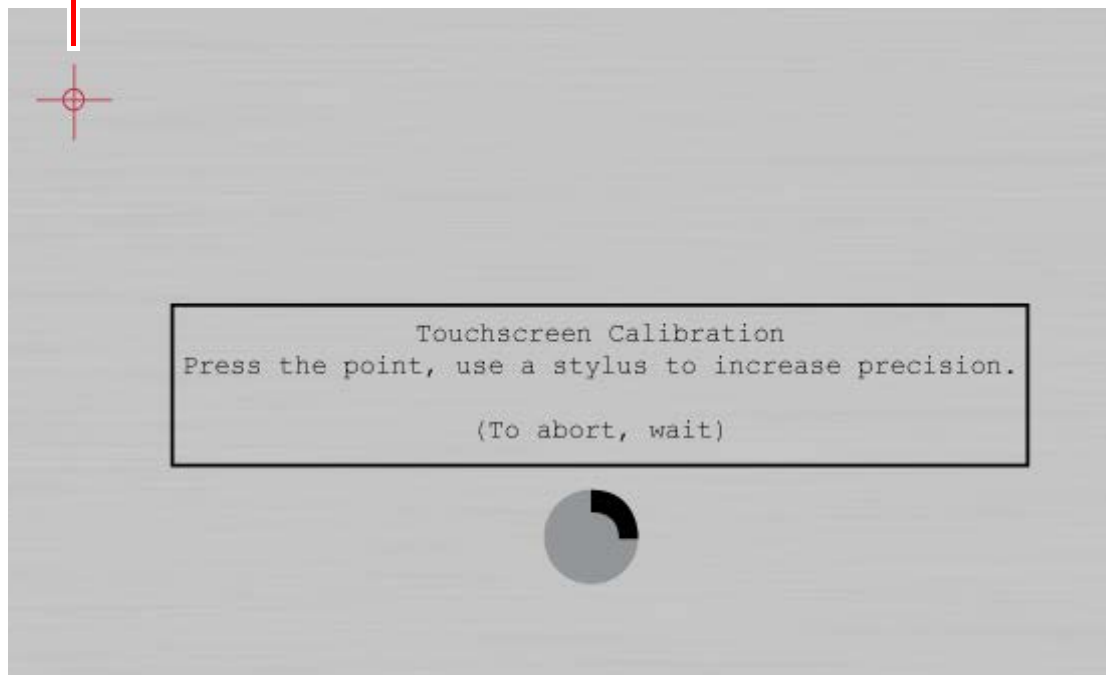 Touchscreen Calibration
Press the point, use a stylus to increase precision.
(To abort, wait)